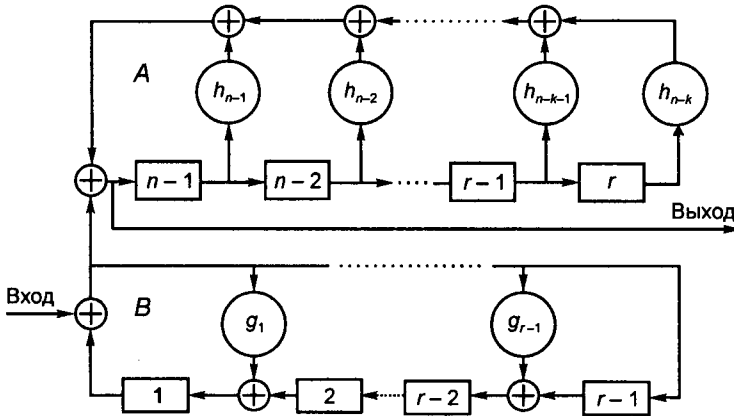 A
h_{n–1} h_{n–2} h_{n–k–1} h_{n–k}
n – 1 n – 2 r – 1 r
Выход
Вход
B
g_1 g_{r–1}
1 2 r – 2 r – 1